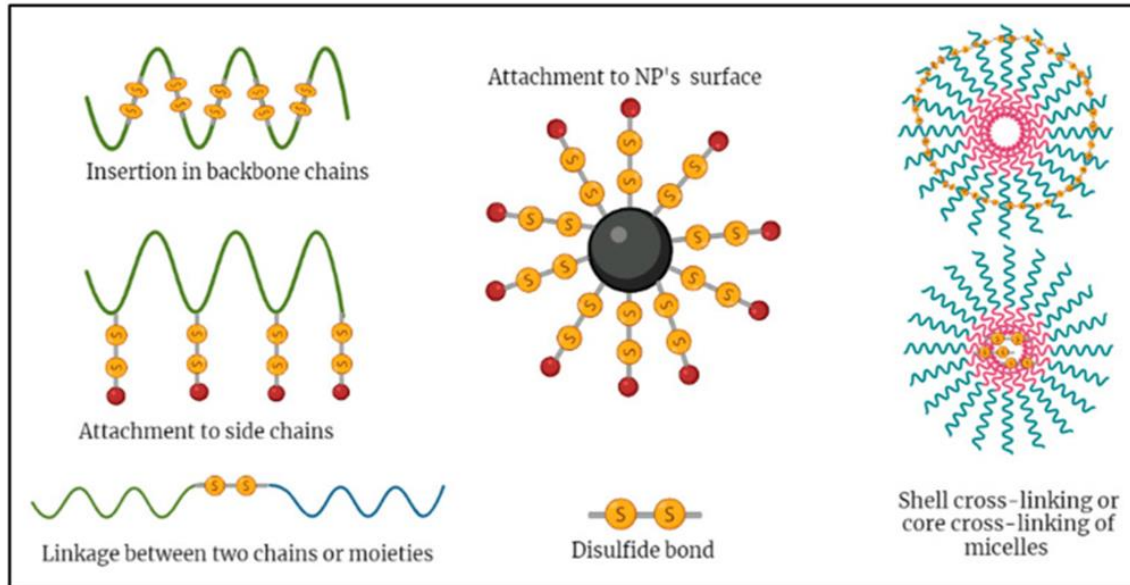 Insertion in backbone chains
Attachment to side chains
Linkage between two chains or moieties
Attachment to NP's surface
S S
Disulfide bond
Shell cross-linking or
core cross-linking of
micelles